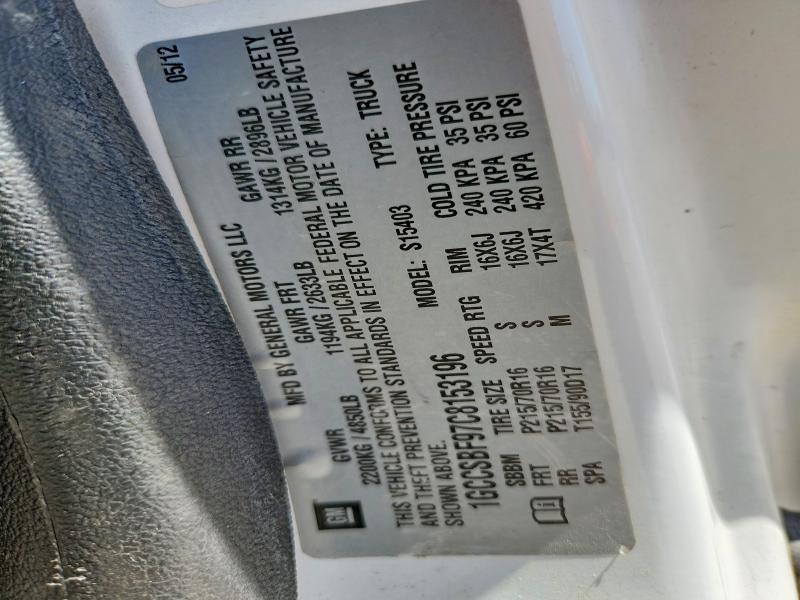 MFD BY GENERAL MOTORS LLC 05/12
GVWR GAWR FRT GAWR RR
2200KG/4850LB 1194KG/2633LB 1314KG/2896LB
THIS VEHICLE CONFORMS TO ALL APPLICABLE FEDERAL MOTOR VEHICLE SAFETY
AND THEFT PREVENTION STANDARDS IN EFFECT ON THE DATE OF MANUFACTURE
SHOWN ABOVE.
1GCCSBF97C8153196 MODEL: S15403 TYPE: TRUCK
SBBM TIRE SIZE SPEED RTG RIM COLD TIRE PRESSURE
FRT P215/70R16 S 16X6J 240 KPA 35 PSI
RR P215/70R16 S 16X6J 240 KPA 35 PSI
SPA T155/90D17 M 17X4T 420 KPA 60 PSI
GM